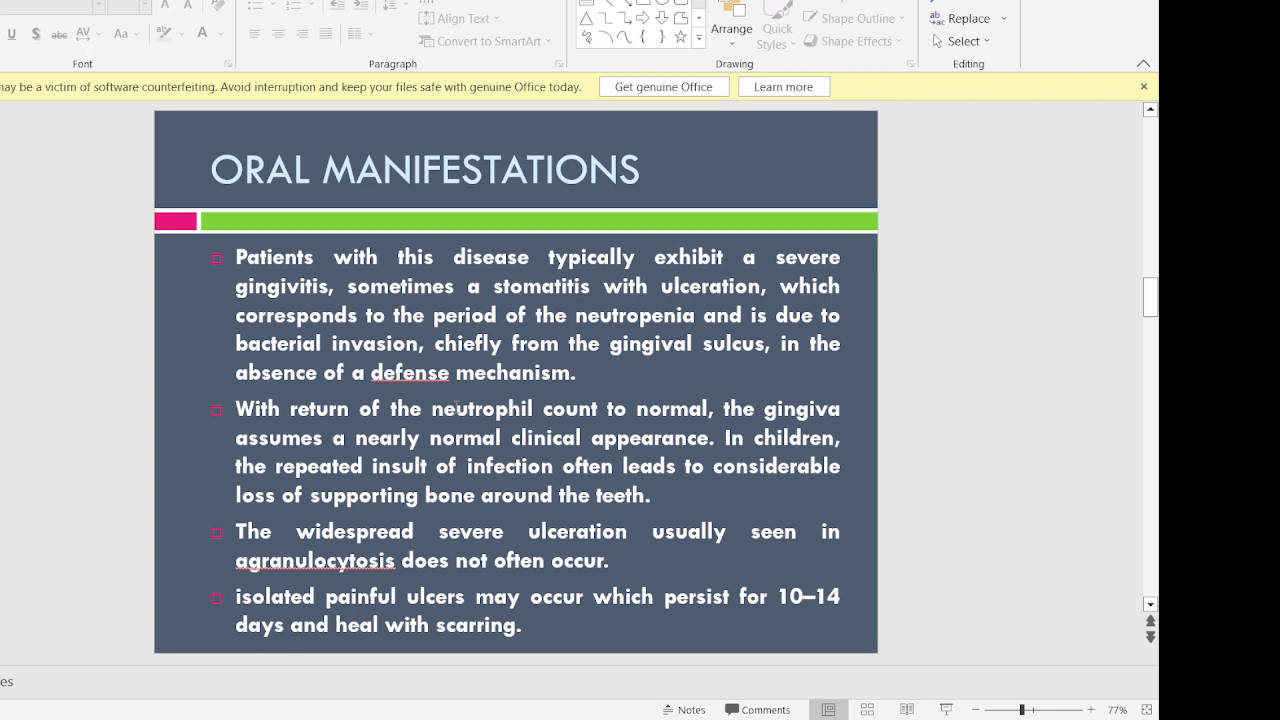 Align Text
Convert to SmartArt
Arrange
Quick
Styles
Shape Outline
Shape Effects
Replace
Select
U S abc AV Aa A
Font
Paragraph
Drawing
Editing
may be a victim of software counterfeiting. Avoid interruption and keep your files safe with genuine Office today.
Get genuine Office
Learn more
ORAL MANIFESTATIONS
Patients with this disease typically exhibit a severe
gingivitis, sometimes a stomatitis with ulceration, which
corresponds to the period of the neutropenia and is due to
bacterial invasion, chiefly from the gingival sulcus, in the
absence of a defense mechanism.
With return of the neutrophil count to normal, the gingiva
assumes a nearly normal clinical appearance. In children,
the repeated insult of infection often leads to considerable
loss of supporting bone around the teeth.
The widespread severe ulceration usually seen in
agranulocytosis does not often occur.
isolated painful ulcers may occur which persist for 10–14
days and heal with scarring.
es
Notes
Comments
77%